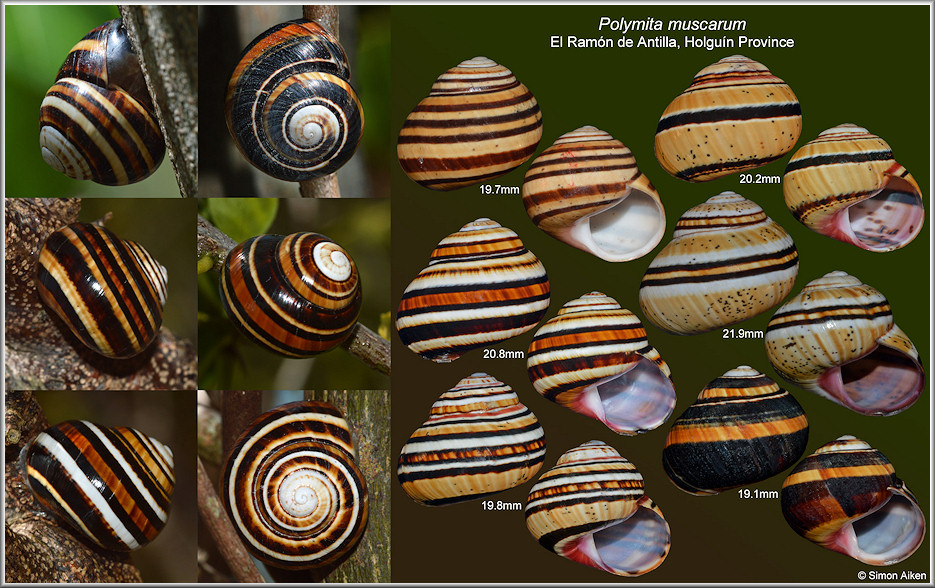 Polymita muscarum
El Ramón de Antilla, Holguín Province
19.7mm
20.2mm
20.8mm
21.9mm
19.8mm
19.1mm
© Simon Aiken